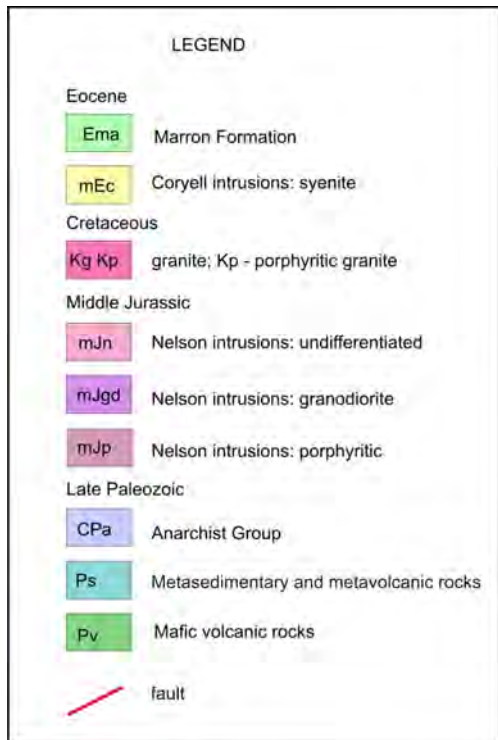 LEGEND
Eocene
Ema Marron Formation
mEc Coryell intrusions: syenite
Cretaceous
Kg Kp granite; Kp - porphyritic granite
Middle Jurassic
mJn Nelson intrusions: undifferentiated
mJgd Nelson intrusions: granodiorite
mJp Nelson intrusions: porphyritic
Late Paleozoic
CPa Anarchist Group
Ps Metasedimentary and metavolcanic rocks
Pv Mafic volcanic rocks
fault